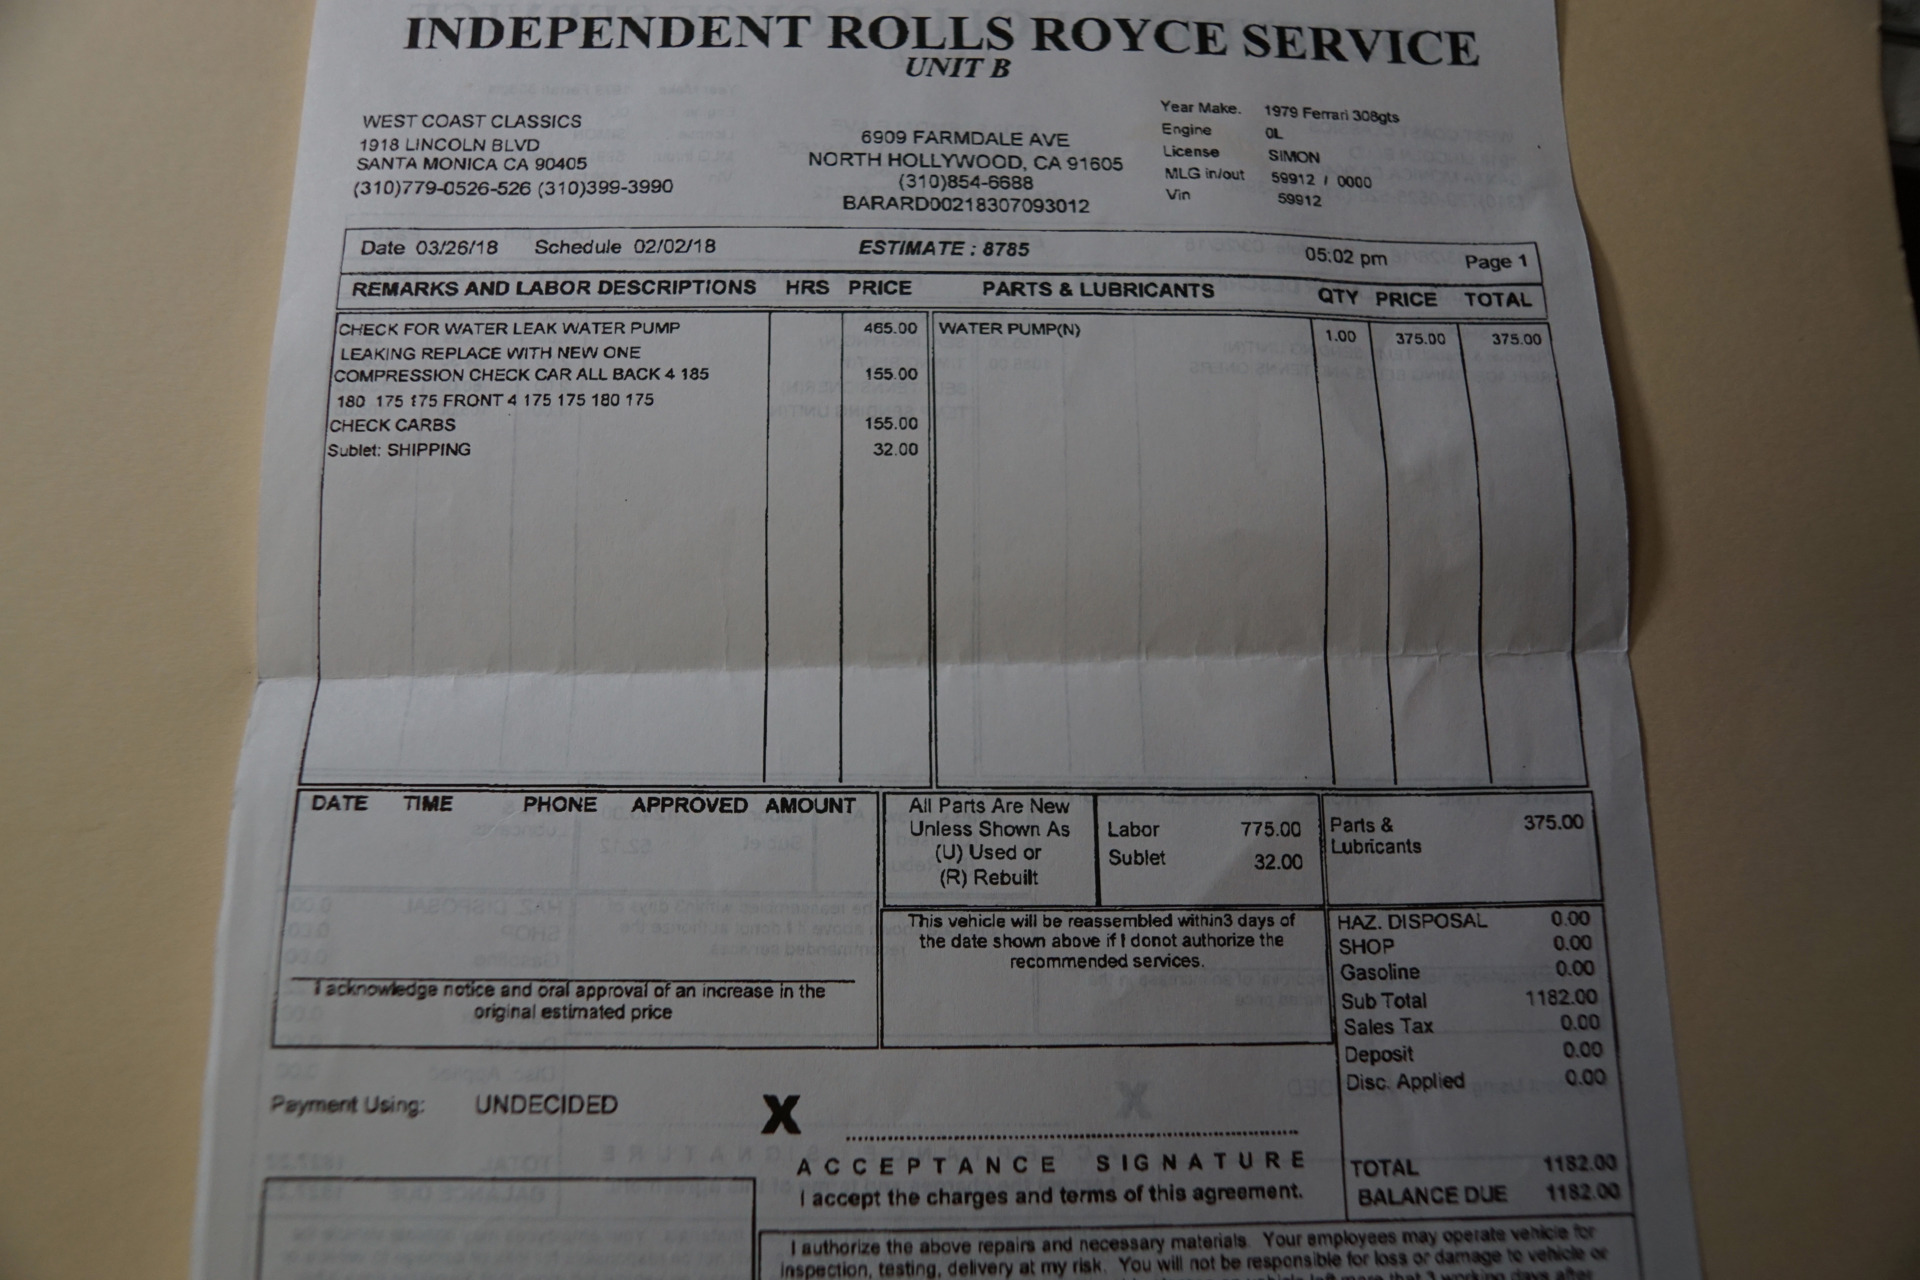 INDEPENDENT ROLLS ROYCE SERVICE
UNIT B
WEST COAST CLASSICS
1918 LINCOLN BLVD
SANTA MONICA CA 90405
(310)779-0526-526 (310)399-3990
6909 FARMDALE AVE
NORTH HOLLYWOOD, CA 91605
(310)854-6688
BARARD00218307093012
Year Make. 1979 Ferrari 308gts
Engine 0L
License SIMON
MLG in/out 59912 / 0000
Vin 59912
Date 03/26/18 Schedule 02/02/18 ESTIMATE : 8785 05:02 pm Page 1
REMARKS AND LABOR DESCRIPTIONS HRS PRICE PARTS & LUBRICANTS QTY PRICE TOTAL
CHECK FOR WATER LEAK WATER PUMP 465.00 WATER PUMP(N) 1.00 375.00 375.00
LEAKING REPLACE WITH NEW ONE
COMPRESSION CHECK CAR ALL BACK 4 185 155.00
180 175 175 FRONT 4 175 175 180 175
CHECK CARBS 155.00
Sublet: SHIPPING 32.00
DATE TIME PHONE APPROVED AMOUNT
I acknowledge notice and oral approval of an increase in the
original estimated price
All Parts Are New
Unless Shown As
(U) Used or
(R) Rebuilt
Labor 775.00
Sublet 32.00
Parts & 375.00
Lubricants
This vehicle will be reassembled within3 days of
the date shown above if I donot authorize the
recommended services.
HAZ. DISPOSAL 0.00
SHOP 0.00
Gasoline 0.00
Sub Total 1182.00
Sales Tax 0.00
Deposit 0.00
Disc. Applied 0.00
Payment Using: UNDECIDED
X
ACCEPTANCE SIGNATURE
I accept the charges and terms of this agreement.
TOTAL 1182.00
BALANCE DUE 1182.00
I authorize the above repairs and necessary materials. Your employees may operate vehicle for
inspection, testing, delivery at my risk. You will not be responsible for loss or damage to vehicle or